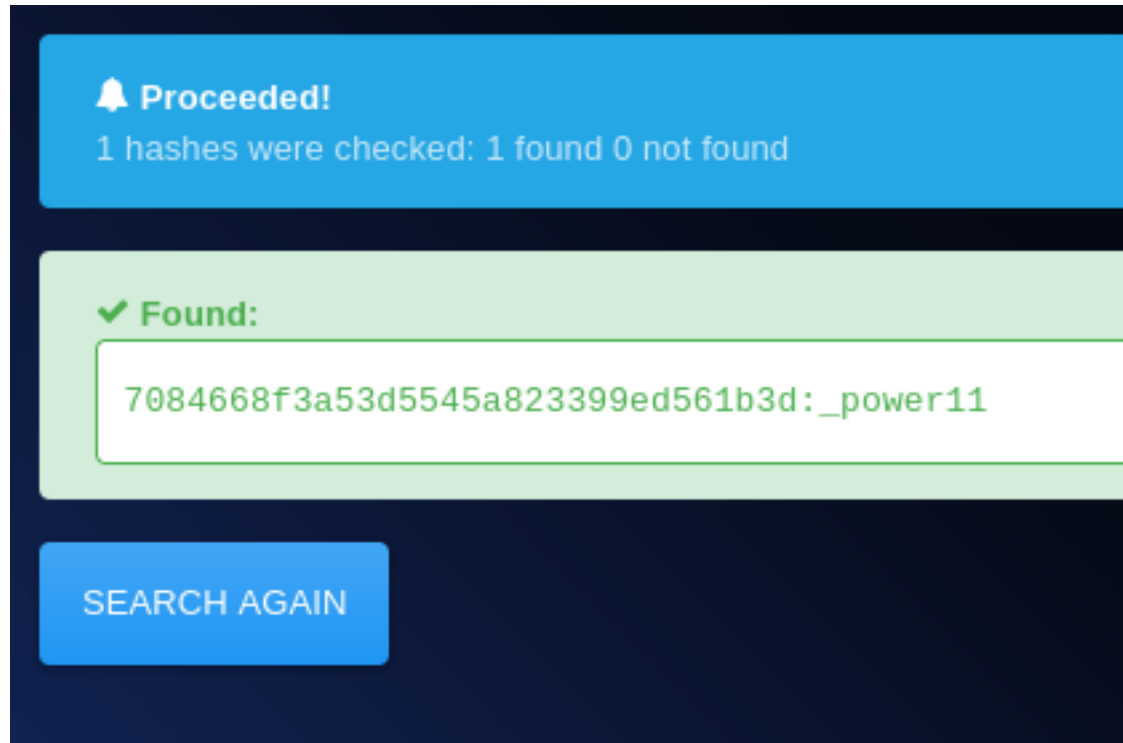 Proceeded!
1 hashes were checked: 1 found 0 not found
Found:
7084668f3a53d5545a823399ed561b3d:_power11
SEARCH AGAIN